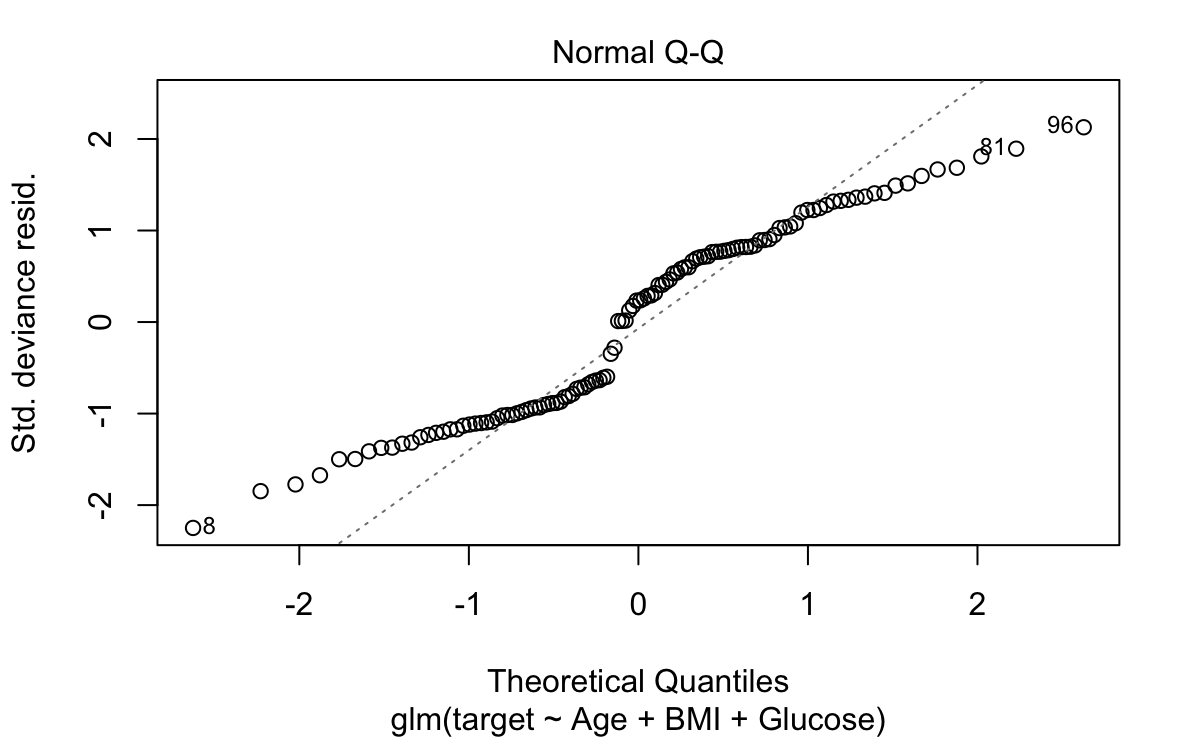 Normal Q-Q
Std. deviance resid.
2
1
0
-1
-2
96
81
8
-2 -1 0 1 2
Theoretical Quantiles
glm(target ~ Age + BMI + Glucose)